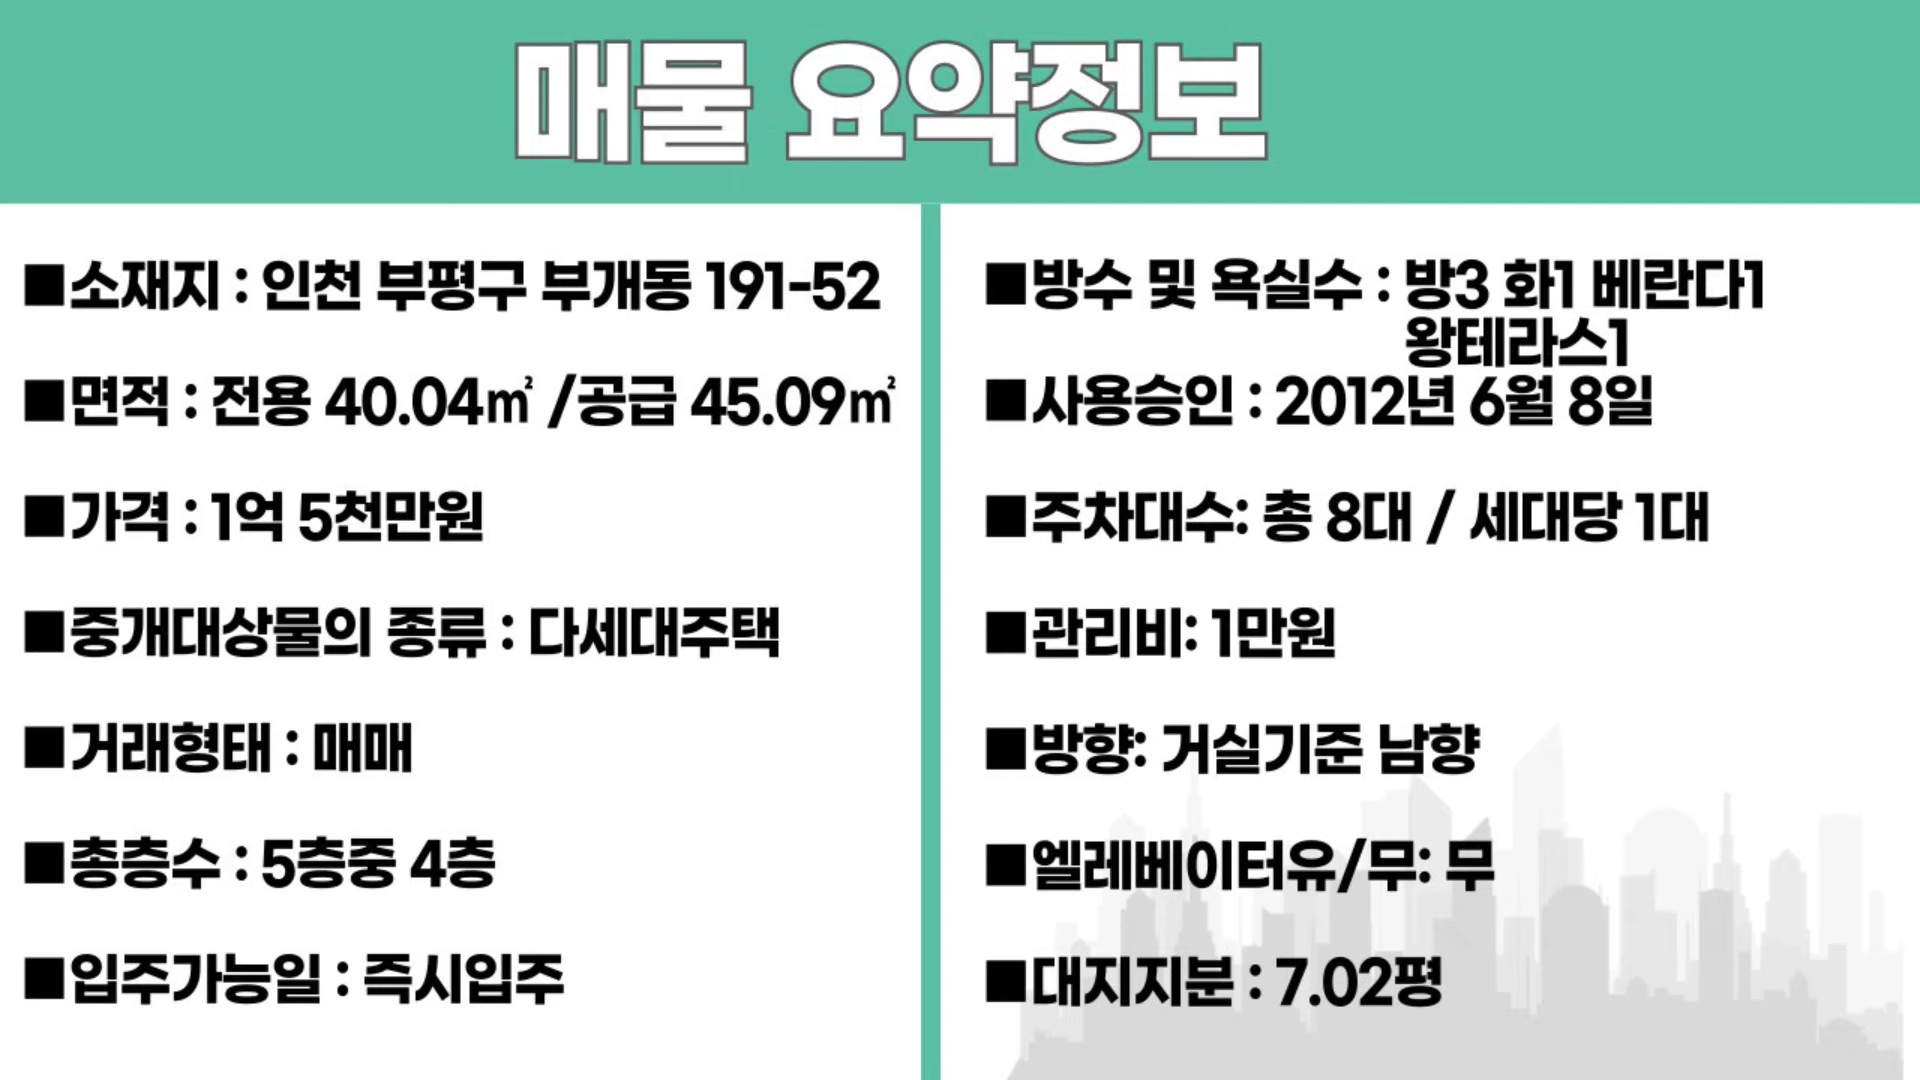 매물 요약정보
■소재지 : 인천 부평구 부개동 191-52
■면적 : 전용 40.04㎡ /공급 45.09㎡
■가격 : 1억 5천만원
■중개대상물의 종류 : 다세대주택
■거래형태 : 매매
■총층수 : 5층중 4층
■입주가능일 : 즉시입주
■방수 및 욕실수 : 방3 화1 베란다1
왕테라스1
■사용승인 : 2012년 6월 8일
■주차대수: 총 8대 / 세대당 1대
■관리비: 1만원
■방향: 거실기준 남향
■엘레베이터유/무: 무
■대지지분 : 7.02평